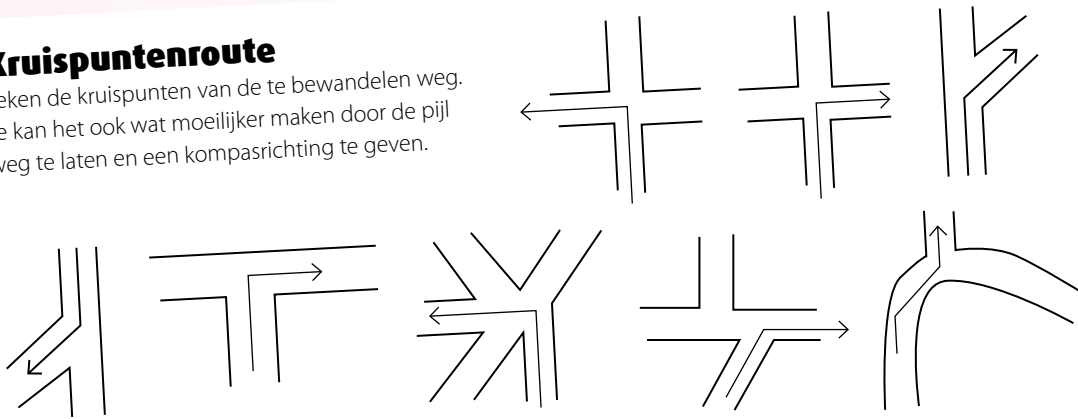 Kruispuntenroute
eken de kruispunten van de te bewandelen weg.
e kan het ook wat moeilijker maken door de pijl
weg te laten en een kompasrichting te geven.